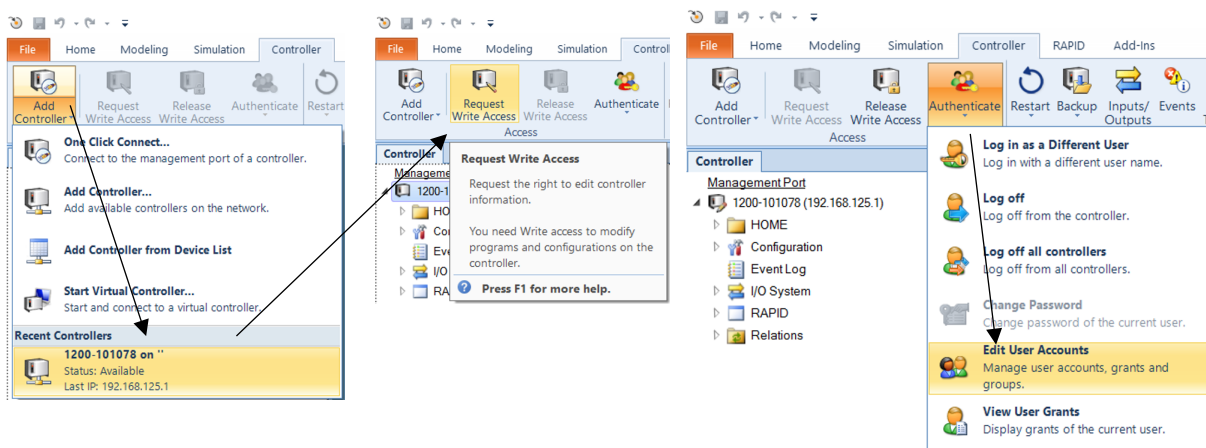 File Home Modeling Simulation Controller
Add Controller Request Write Access Release Write Access Authenticate Restart
One Click Connect...
Connect to the management port of a controller.
Add Controller...
Add available controllers on the network.
Add Controller from Device List
Start Virtual Controller...
Start and connect to a virtual controller.
Recent Controllers
1200-101078 on ''
Status: Available
Last IP: 192.168.125.1
File Home Modeling Simulation Control
Add Controller Request Write Access Release Write Access Authenticate
Access
Controller
Manageme
1200-1
HO
Co
Eve
I/O
RA
Request Write Access
Request the right to edit controller
information.
You need Write access to modify
programs and configurations on the
controller.
Press F1 for more help.
File Home Modeling Simulation Controller RAPID Add-Ins
Add Controller Request Write Access Release Write Access Authenticate Restart Backup Inputs/ Outputs Events
Access
Controller
Management Port
1200-101078 (192.168.125.1)
HOME
Configuration
Event Log
I/O System
RAPID
Relations
Log in as a Different User
Log in with a different user name.
Log off
Log off from the controller.
Log off all controllers
Log off from all controllers.
Change Password
Change password of the current user.
Edit User Accounts
Manage user accounts, grants and
groups.
View User Grants
Display grants of the current user.